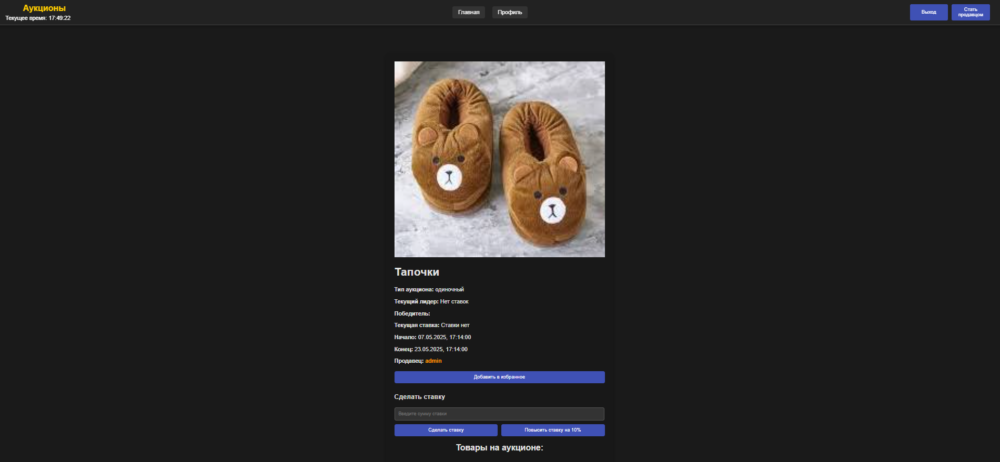 Аукционы
Текущее время: 17:49:22
Главная
Профиль
Выход
Стать
продавцом
Тапочки
Тип аукциона: одиночный
Текущий лидер: Нет ставок
Победитель:
Текущая ставка: Ставки нет
Начало: 07.05.2025, 17:14:00
Конец: 23.05.2025, 17:14:00
Продавец: admin
Добавить в избранное
Сделать ставку
Введите сумму ставки
Сделать ставку
Повысить ставку на 10%
Товары на аукционе: